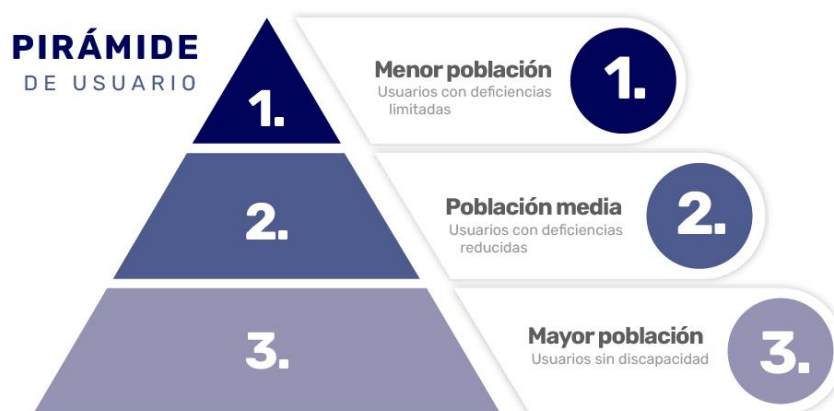 PIRÁMIDE
DE USUARIO
1.
Menor población
Usuarios con deficiencias
limitadas
1.
2.
Población media
Usuarios con deficiencias
reducidas
2.
3.
Mayor población
Usuarios sin discapacidad
3.